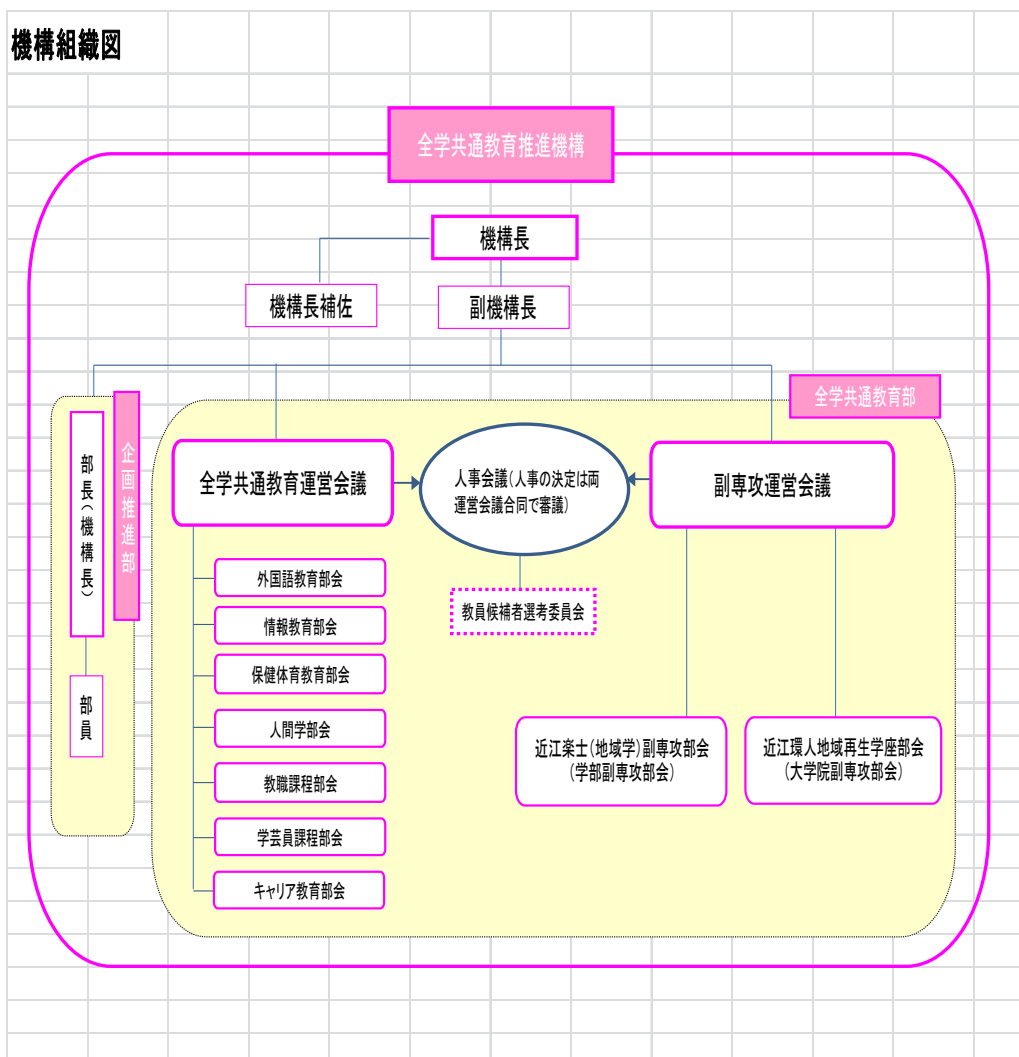 機構組織図
全学共通教育推進機構
機構長
機構長補佐
副機構長
全学共通教育部
企画推進部
部長(機構長)
部員
全学共通教育運営会議
人事会議(人事の決定は両
運営会議合同で審議)
副専攻運営会議
外国語教育部会
情報教育部会
保健体育教育部会
人間学部会
教職課程部会
学芸員課程部会
キャリア教育部会
教員候補者選考委員会
近江楽士(地域学)副専攻部会
(学部副専攻部会)
近江環人地域再生学座部会
(大学院副専攻部会)